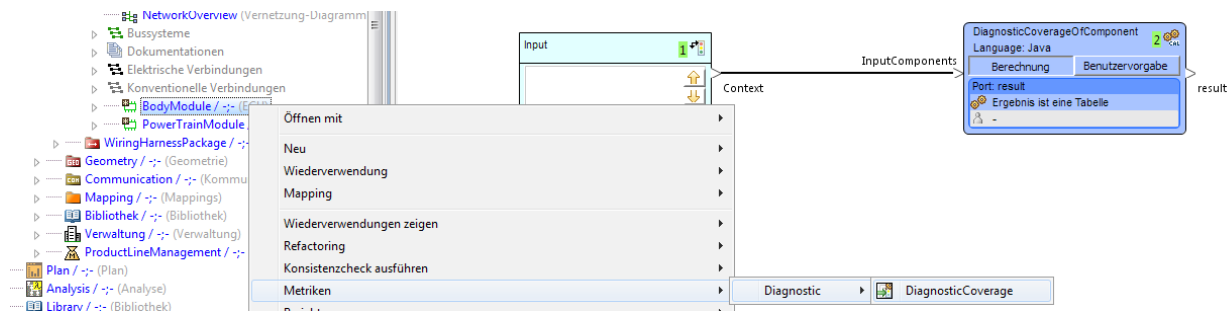 NetworkOverview (Vernetzung-Diagramm
Bussysteme
Dokumentationen
Elektrische Verbindungen
Konventionelle Verbindungen
BodyModule / -;- (ECU)
PowerTrainModule
WiringHarnessPackage / -;-
Geometry / -;- (Geometrie)
Communication / -;- (Kommu
Mapping / -;- (Mappings)
Bibliothek / -;- (Bibliothek)
Verwaltung / -;- (Verwaltung)
ProductLineManagement / -;-
Plan / -;- (Plan)
Analysis / -;- (Analyse)
Library / -;- (Bibliothek)
Öffnen mit
Neu
Wiederverwendung
Mapping
Wiederverwendungen zeigen
Refactoring
Konsistenzcheck ausführen
Metriken
Diagnostic
DiagnosticCoverage
Input
1
Context
InputComponents
DiagnosticCoverageOfComponent
2
Language: Java
Berechnung
Benutzervorgabe
Port: result
Ergebnis ist eine Tabelle
-
result